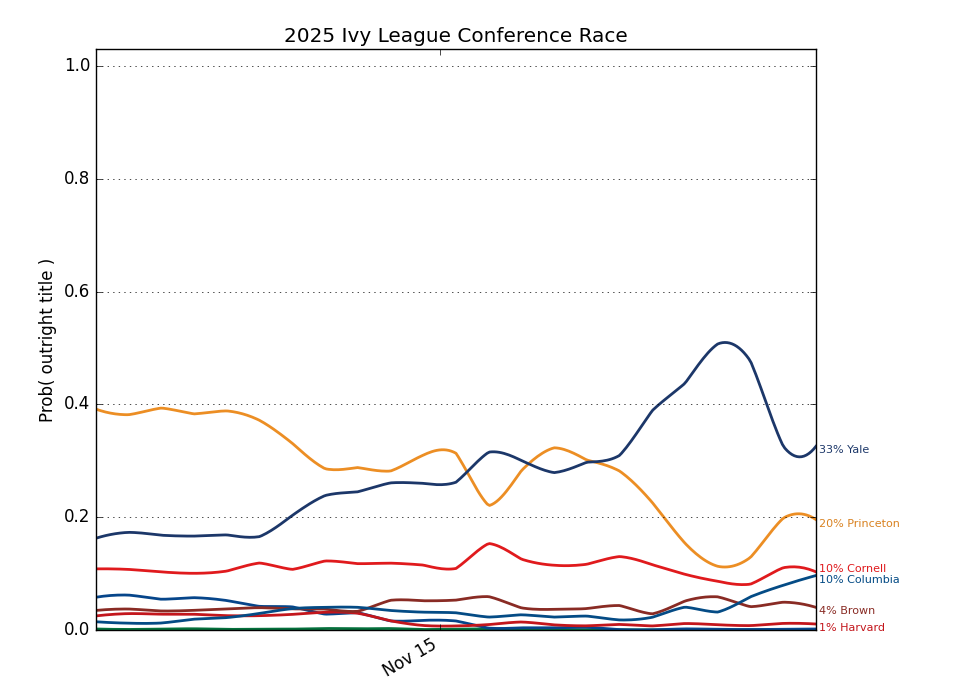 2025 Ivy League Conference Race
Prob( outright title )
1.0
0.8
0.6
0.4
0.2
0.0
Nov 15
33% Yale
20% Princeton
10% Cornell
10% Columbia
4% Brown
1% Harvard